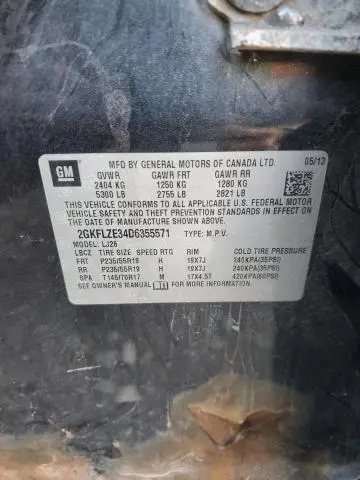 MFD BY GENERAL MOTORS OF CANADA LTD. 05/13
GM
GVWR GAWR FRT GAWR RR
2404 KG 1250 KG 1280 KG
5300 LB 2755 LB 2821 LB
THIS VEHICLE CONFORMS TO ALL APPLICABLE U.S. FEDERAL MOTOR
VEHICLE SAFETY AND THEFT PREVENTION STANDARDS IN EFFECT ON
THE DATE OF MANUFACTURE SHOWN ABOVE.
2GKFLZE34D6355571 TYPE: M.P.V.
MODEL: LJ26
LBCZ TIRE SIZE SPEED RTG RIM COLD TIRE PRESSURE
FRT P235/55R19 H 19X7J 240KPA(35PSI)
RR P235/55R19 H 19X7J 240KPA(35PSI)
SPA T145/70R17 M 17X4.5T 420KPA(60PSI)
SEE OWNER'S MANUAL FOR MORE INFORMATION.